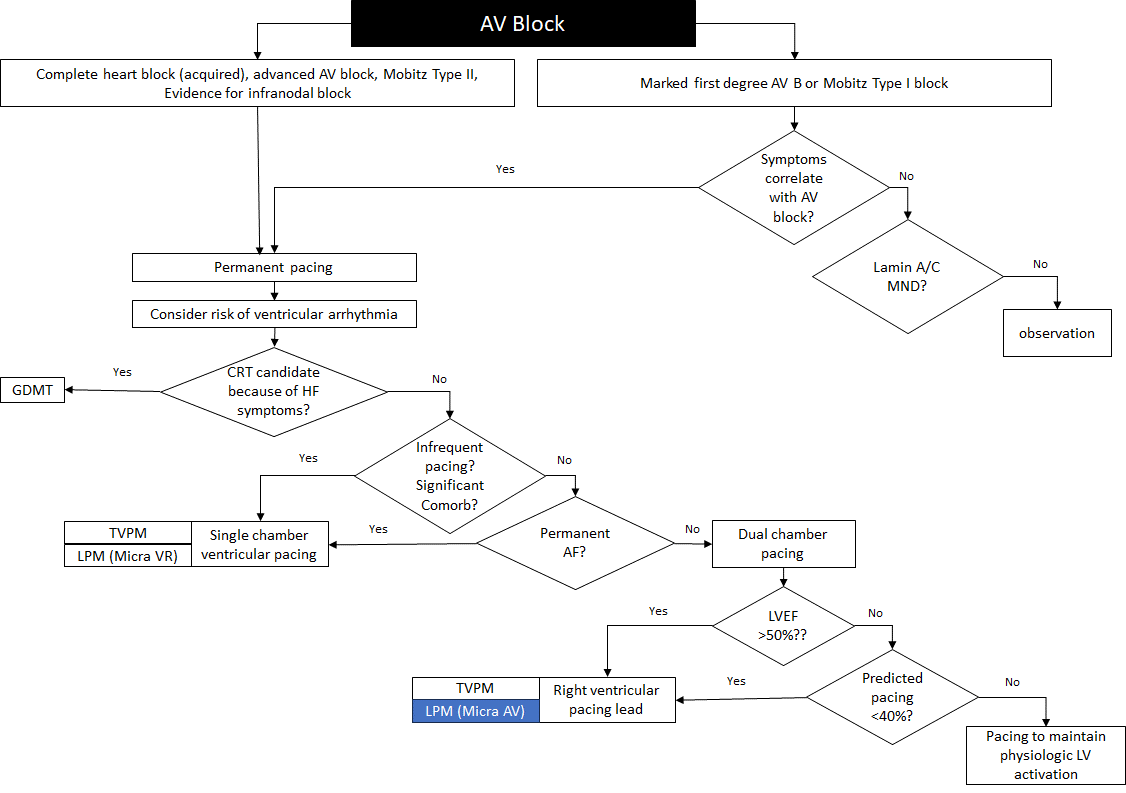 AV Block
Complete heart block (acquired), advanced AV block, Mobitz Type II,
Evidence for infranodal block
Marked first degree AV B or Mobitz Type I block
Symptoms
correlate
with AV
block?
Yes
No
Lamin A/C
MND?
No
observation
Permanent pacing
Consider risk of ventricular arrhythmia
CRT candidate
because of HF
symptoms?
Yes
GDMT
No
Infrequent
pacing?
Significant
Comorb?
Yes
No
TVPM
LPM (Micra VR)
Single chamber
ventricular pacing
Yes
Permanent
AF?
No
Dual chamber
pacing
LVEF
>50%??
Yes
No
TVPM
LPM (Micra AV)
Right ventricular
pacing lead
Yes
Predicted
pacing
<40%?
No
Pacing to maintain
physiologic LV
activation